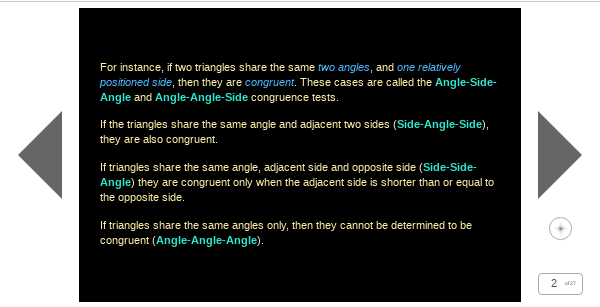 For instance, if two triangles share the same two angles, and one relatively
positioned side, then they are congruent. These cases are called the Angle-Side-
Angle and Angle-Angle-Side congruence tests.
If the triangles share the same angle and adjacent two sides (Side-Angle-Side),
they are also congruent.
If triangles share the same angle, adjacent side and opposite side (Side-Side-
Angle) they are congruent only when the adjacent side is shorter than or equal to
the opposite side.
If triangles share the same angles only, then they cannot be determined to be
congruent (Angle-Angle-Angle).
2 of 27